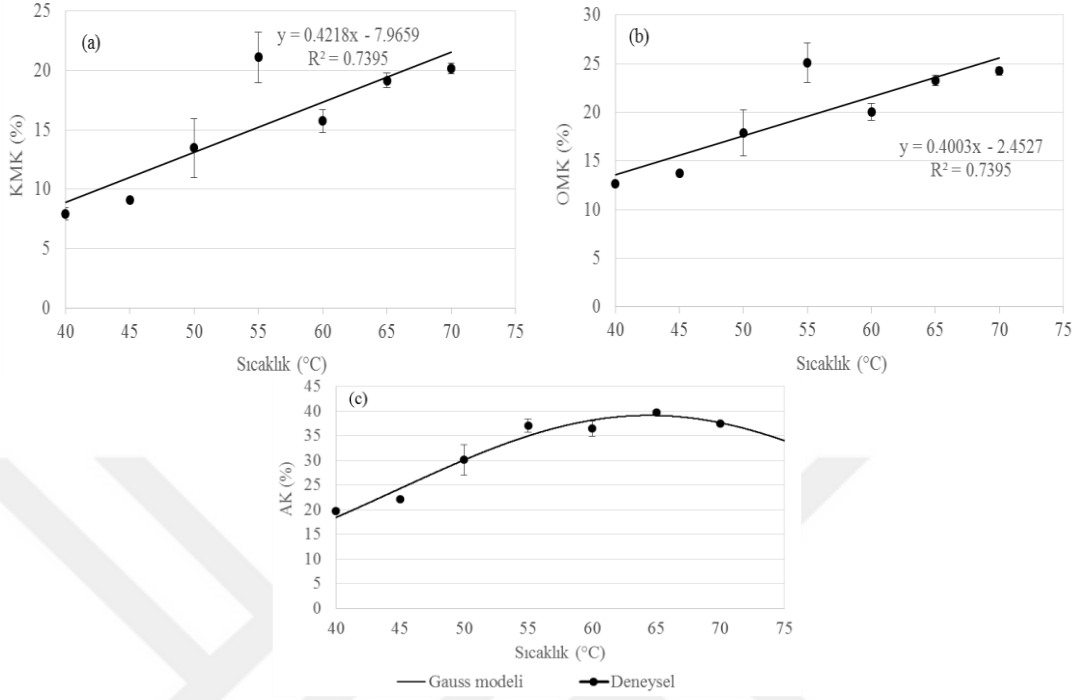 (a)
y = 0.4218x - 7.9659
R² = 0.7395
KMK (%)
25
20
15
10
5
0
40 45 50 55 60 65 70 75
Sıcaklık (°C)
(b)
y = 0.4003x - 2.4527
R² = 0.7395
OMK (%)
30
25
20
15
10
5
0
40 45 50 55 60 65 70 75
Sıcaklık (°C)
(c)
AK (%)
45
40
35
30
25
20
15
10
5
0
40 45 50 55 60 65 70 75
Sıcaklık (°C)
Gauss modeli Deneysel